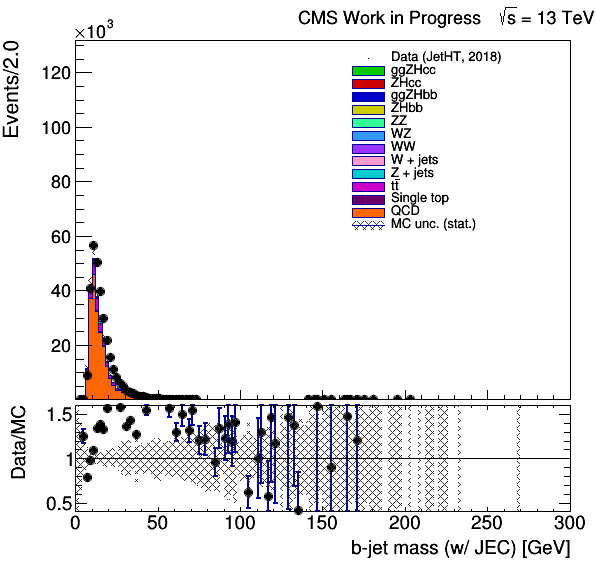 CMS Work in Progress √s = 13 TeV
×10³
Events/2.0
120
100
80
60
40
20
Data (JetHT, 2018)
ggZHcc
ZHcc
ggZHbb
ZHbb
ZZ
WZ
WW
W + jets
Z + jets
tt̄
Single top
QCD
MC unc. (stat.)
Data/MC
1.5
1
0.5
0 50 100 150 200 250 300
b-jet mass (w/ JEC) [GeV]